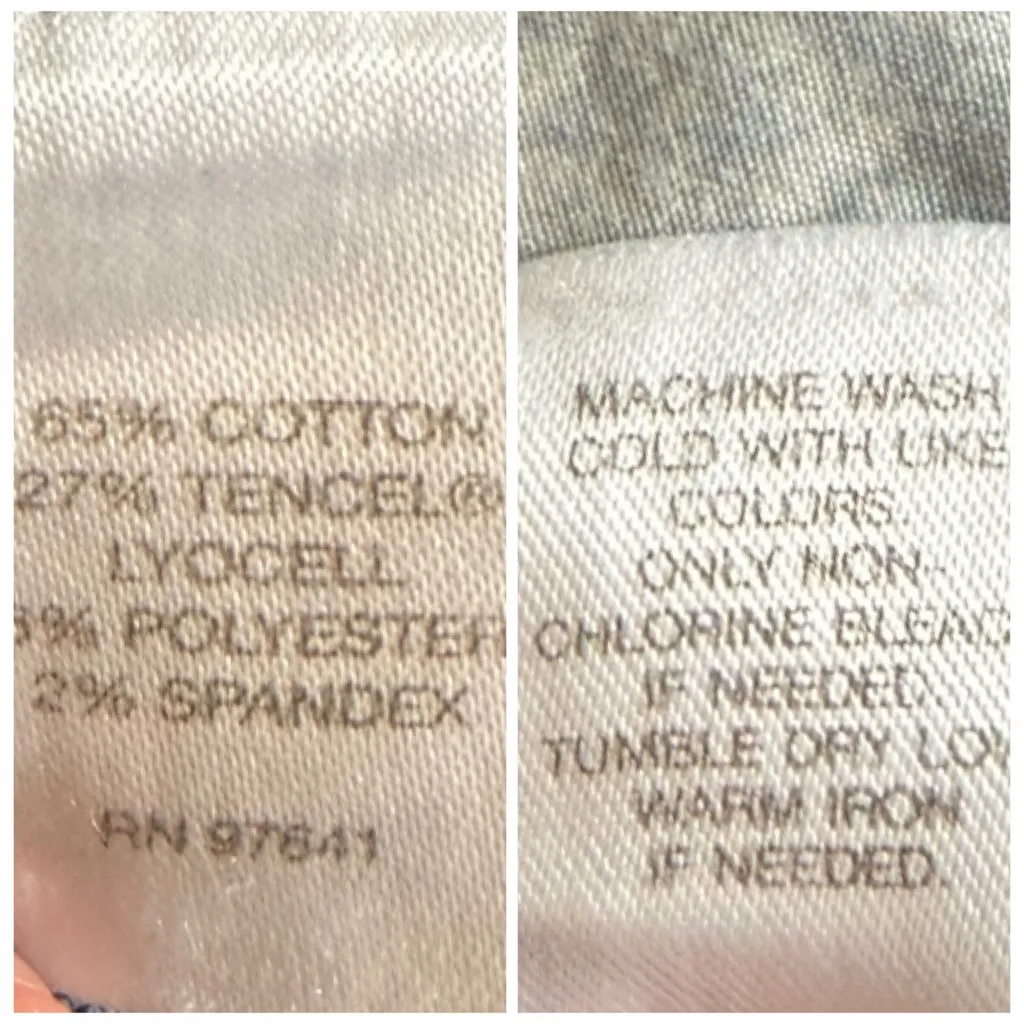 65% COTTON
27% TENCEL®
LYOCELL
6% POLYESTER
2% SPANDEX
RN 97641
MACHINE WASH
COLD WITH LIKE
COLORS.
ONLY NON-
CHLORINE BLEAC
IF NEEDED.
TUMBLE DRY LOW
WARM IRON
IF NEEDED.